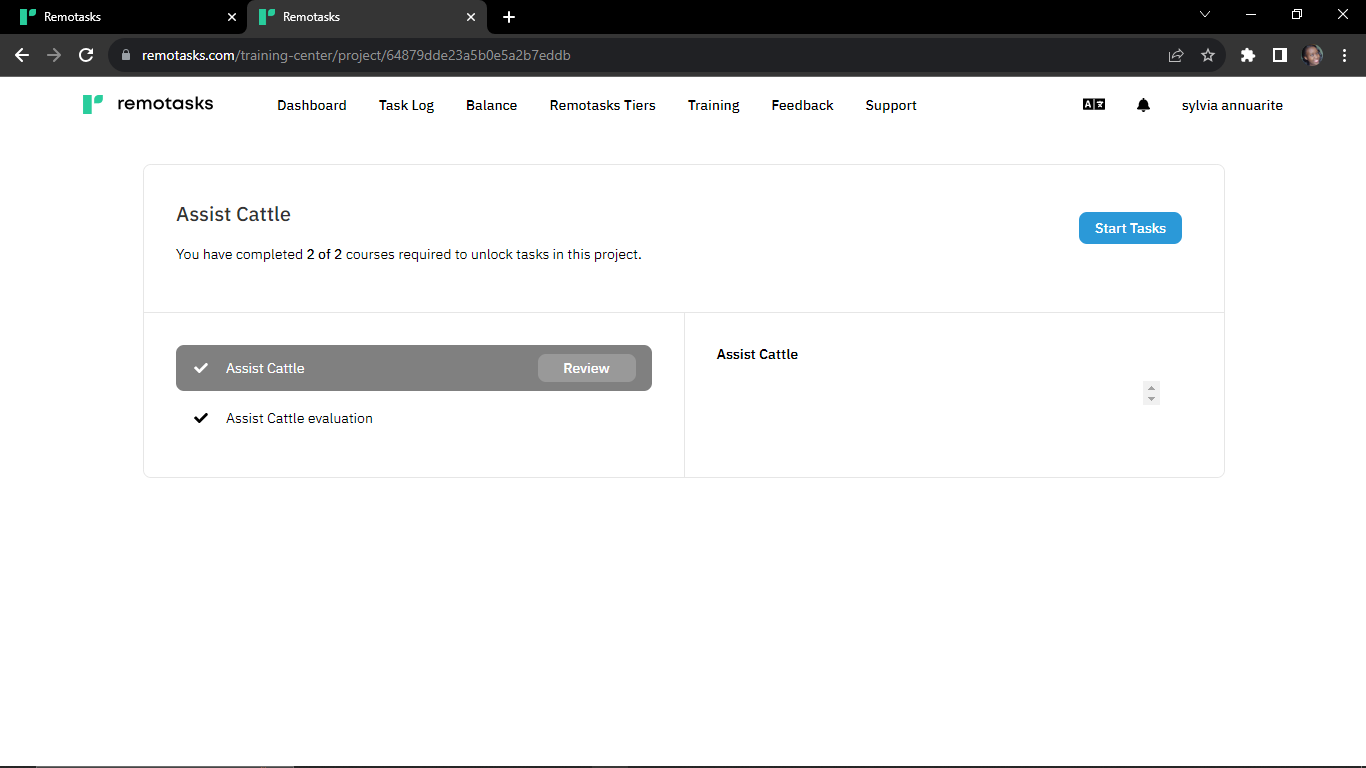 Remotasks
Remotasks
remotasks.com/training-center/project/64879dde23a5b0e5a2b7eddb
remotasks
Dashboard
Task Log
Balance
Remotasks Tiers
Training
Feedback
Support
sylvia annuarite
Assist Cattle
Start Tasks
You have completed 2 of 2 courses required to unlock tasks in this project.
Assist Cattle
Review
Assist Cattle evaluation
Assist Cattle